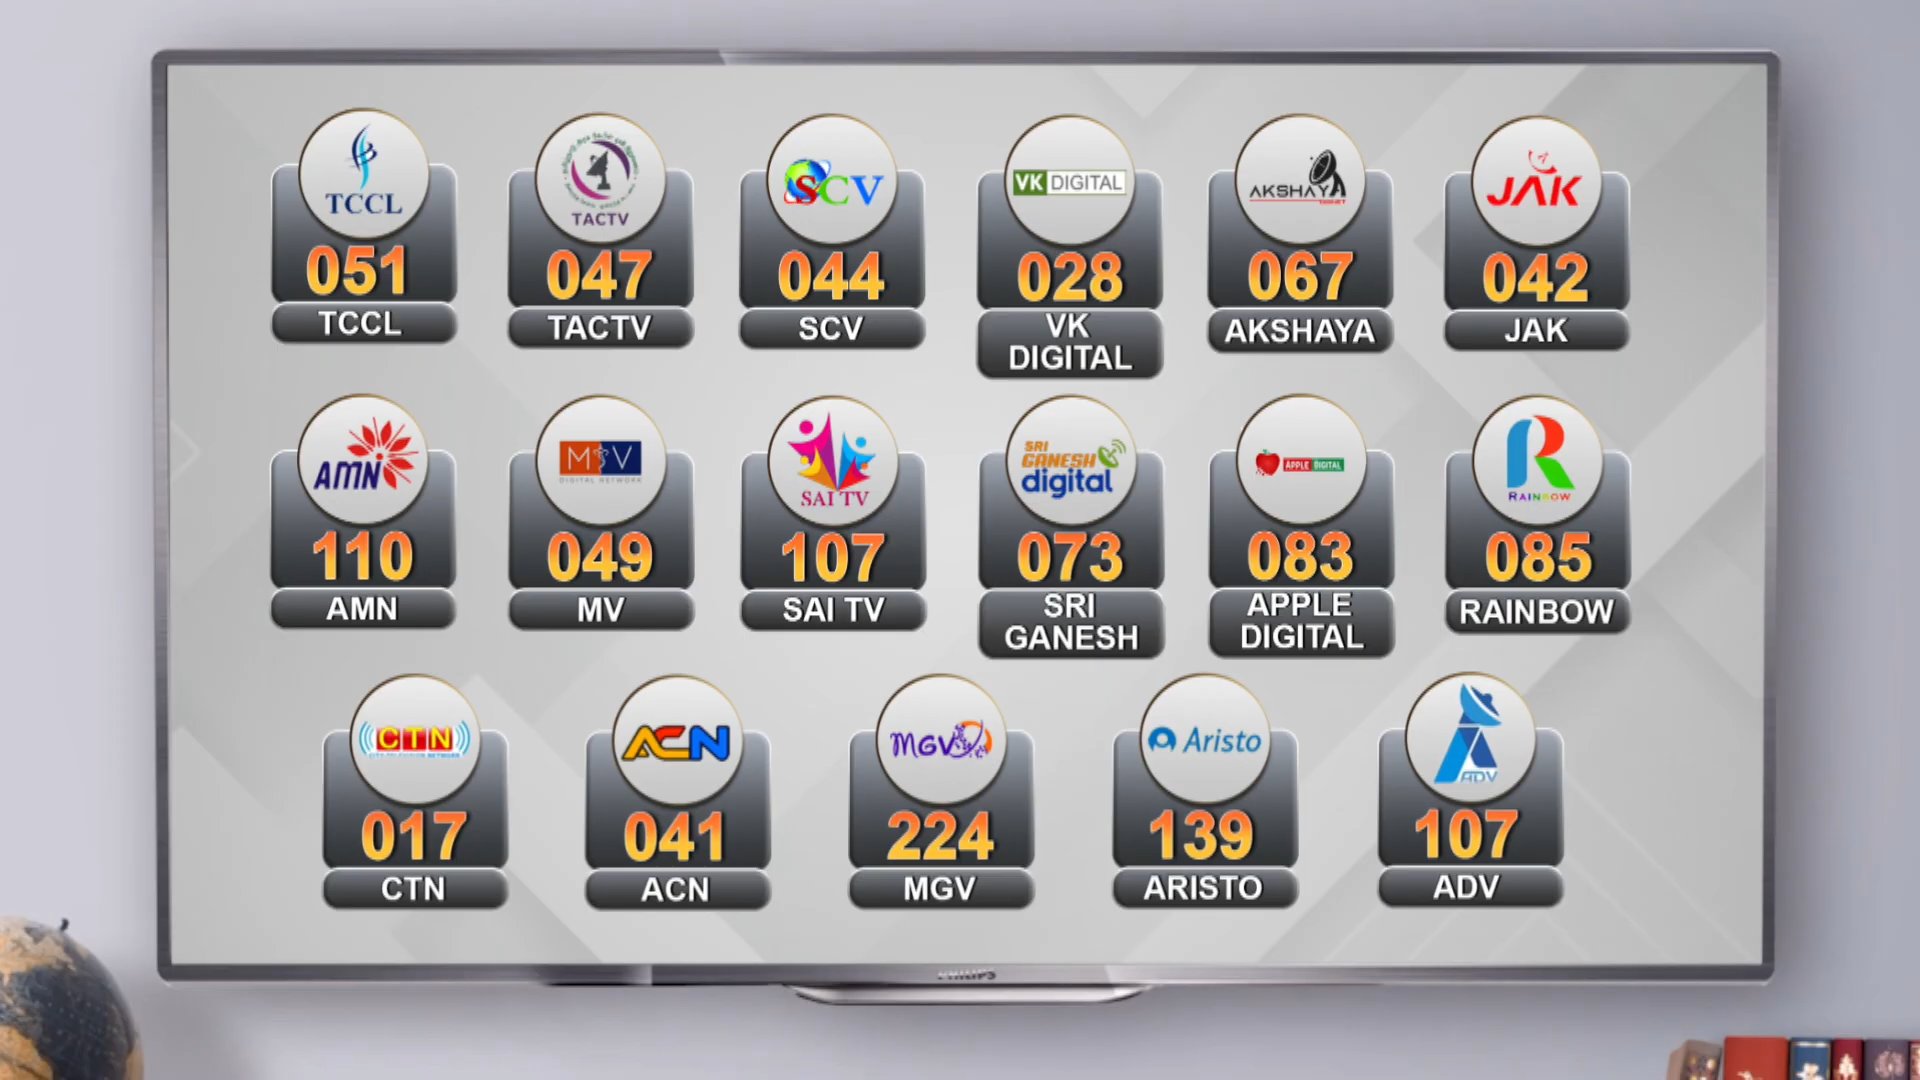 TCCL
TACTV
SCV
VK DIGITAL
AKSHAYA
JAK
051
047
044
028
067
042
TCCL
TACTV
SCV
VK
DIGITAL
AKSHAYA
JAK
AMN
MV
DIGITAL NETWORK
SAI TV
SRI
GANESH
digital
APPLE DIGITAL
RAINBOW
110
049
107
073
083
085
AMN
MV
SAI TV
SRI
GANESH
APPLE
DIGITAL
RAINBOW
CTN
ACN
MGV
Aristo
ADV
017
041
224
139
107
CTN
ACN
MGV
ARISTO
ADV
PHILIPS